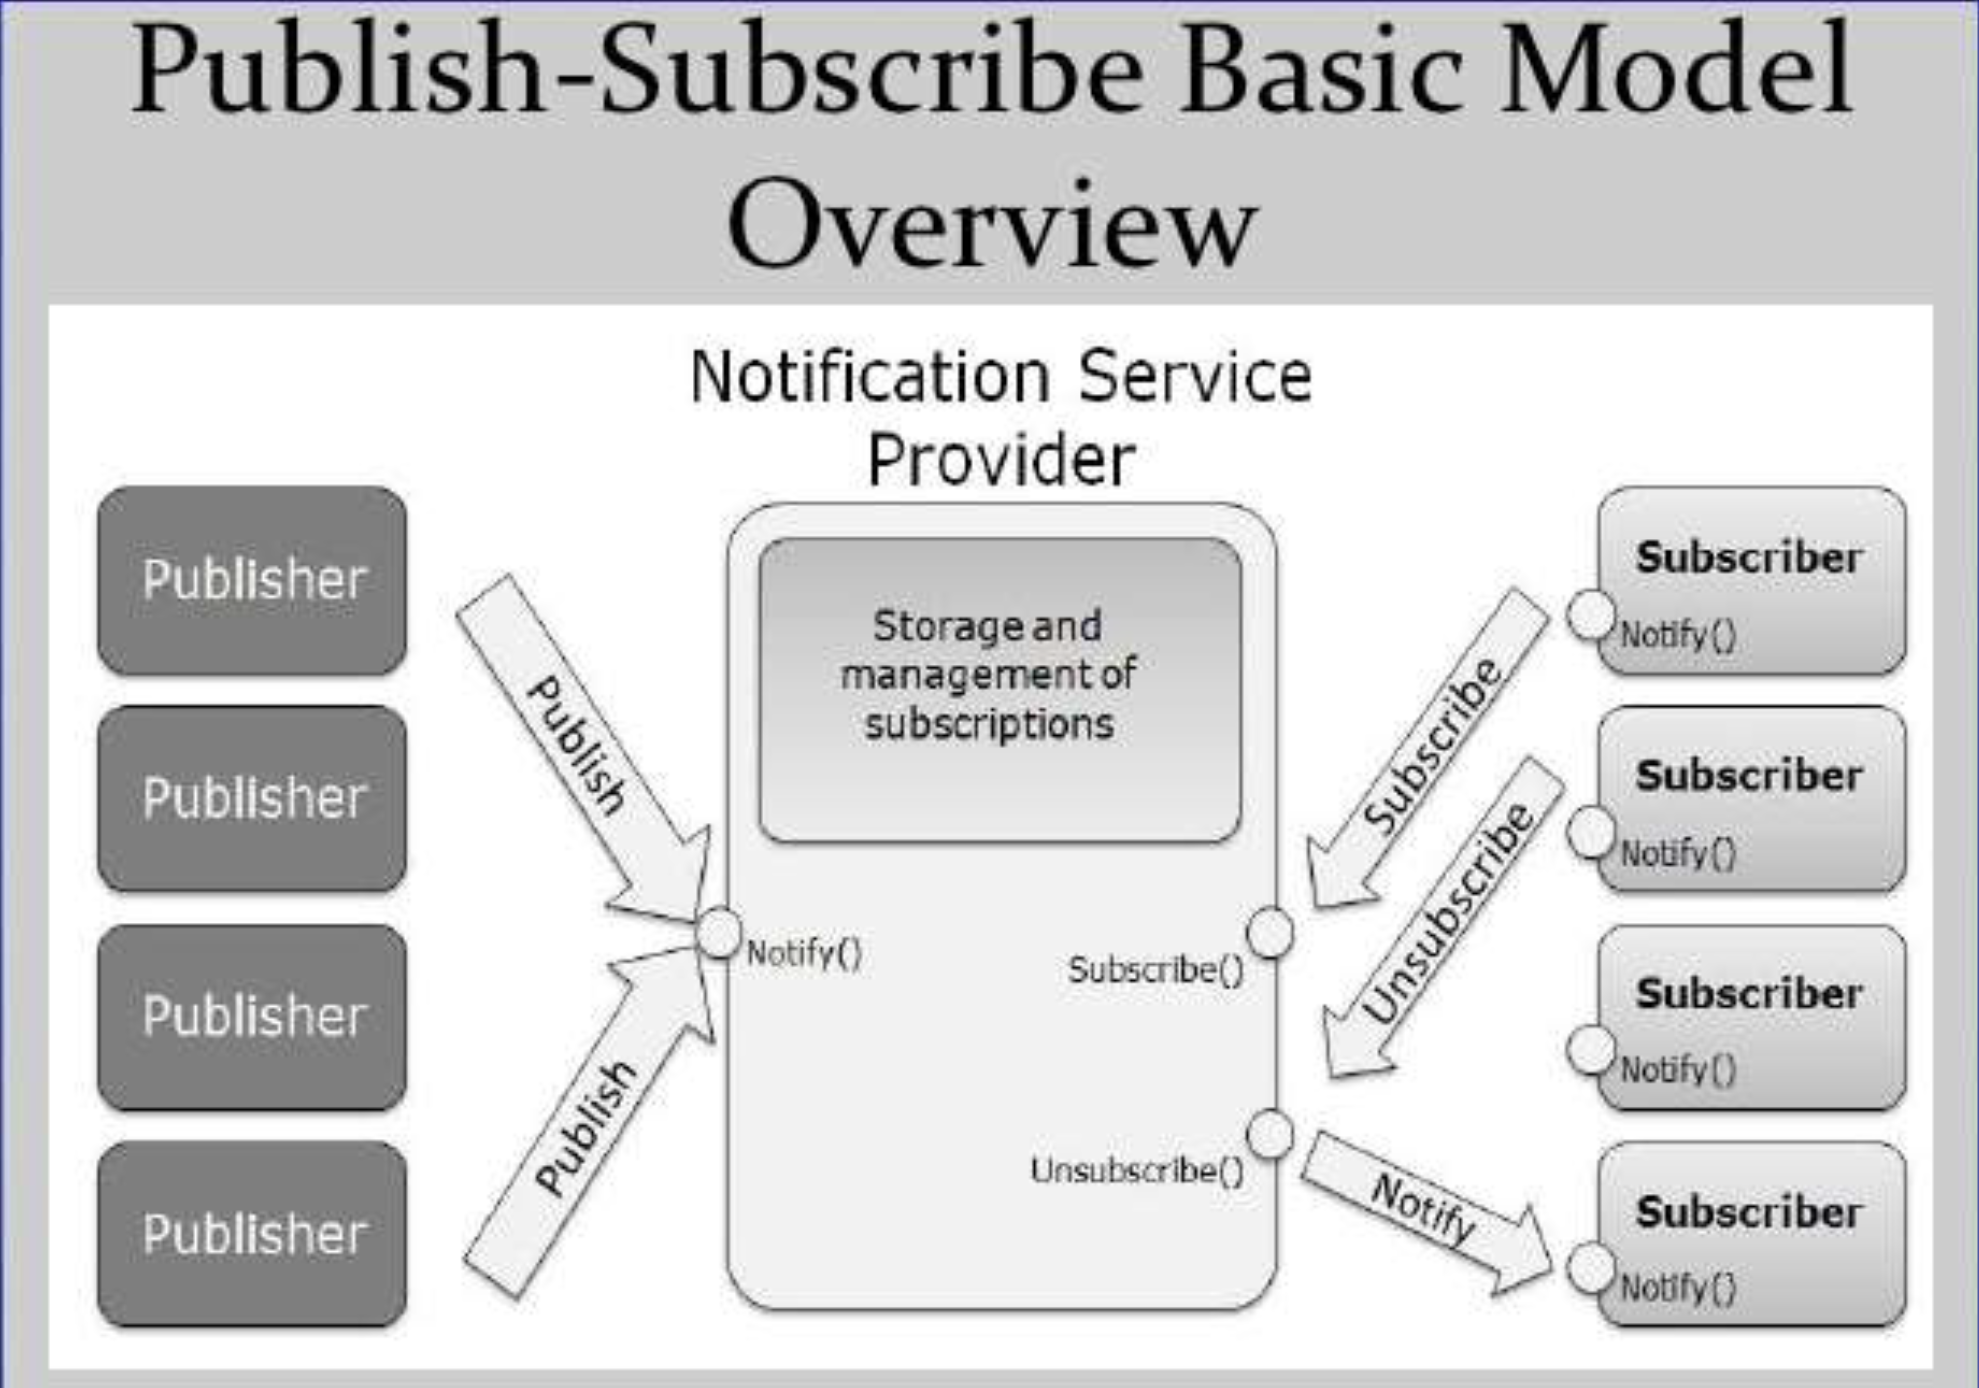 Publish-Subscribe Basic Model
Overview
Notification Service
Provider
Publisher
Publisher
Publisher
Publisher
Publish
Publish
Storage and
management of
subscriptions
Notify()
Subscribe()
Unsubscribe()
Subscribe
Unsubscribe
Notify
Subscriber
Notify()
Subscriber
Notify()
Subscriber
Notify()
Subscriber
Notify()